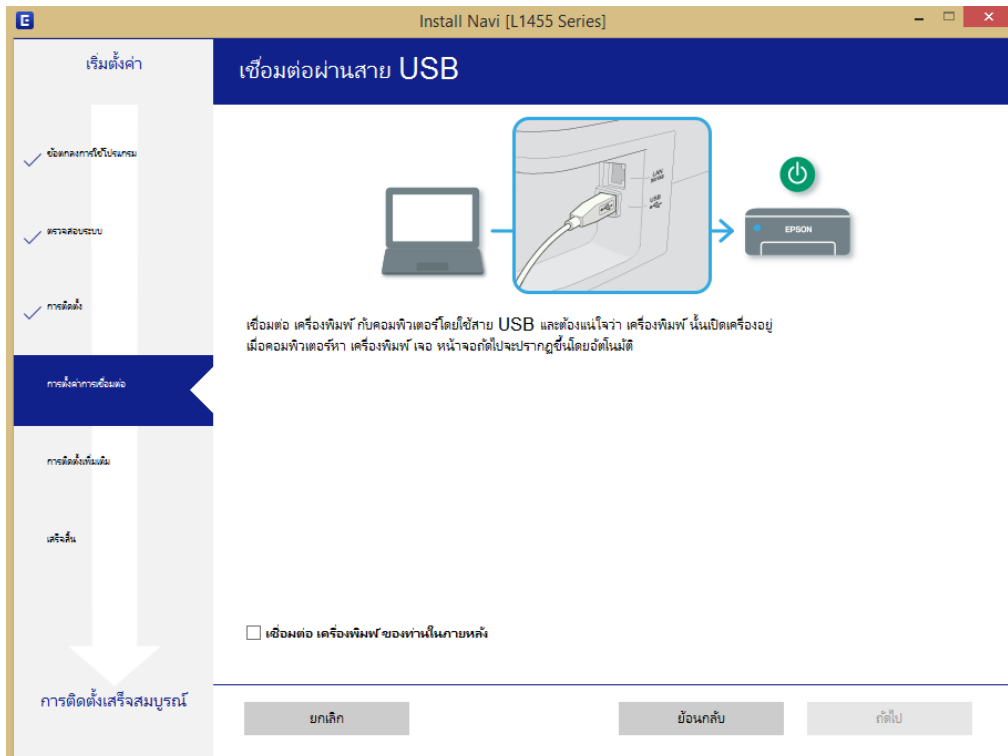 Install Navi [L1455 Series]
เริ่มตั้งค่า
เชื่อมต่อผ่านสาย USB
ข้อตกลงการใช้โปรแกรม
ตรวจสอบระบบ
การติดตั้ง
การตั้งค่าการเชื่อมต่อ
การติดตั้งเพิ่มเติม
เสร็จสิ้น
การติดตั้งเสร็จสมบูรณ์
LAN
USB
EPSON
เชื่อมต่อ เครื่องพิมพ์ กับคอมพิวเตอร์โดยใช้สาย USB และต้องแน่ใจว่า เครื่องพิมพ์ นั้นเปิดเครื่องอยู่
เมื่อคอมพิวเตอร์หา เครื่องพิมพ์ เจอ หน้าจอถัดไปจะปรากฏขึ้นโดยอัตโนมัติ
เชื่อมต่อ เครื่องพิมพ์ ของท่านในภายหลัง
ยกเลิก
ย้อนกลับ
ถัดไป